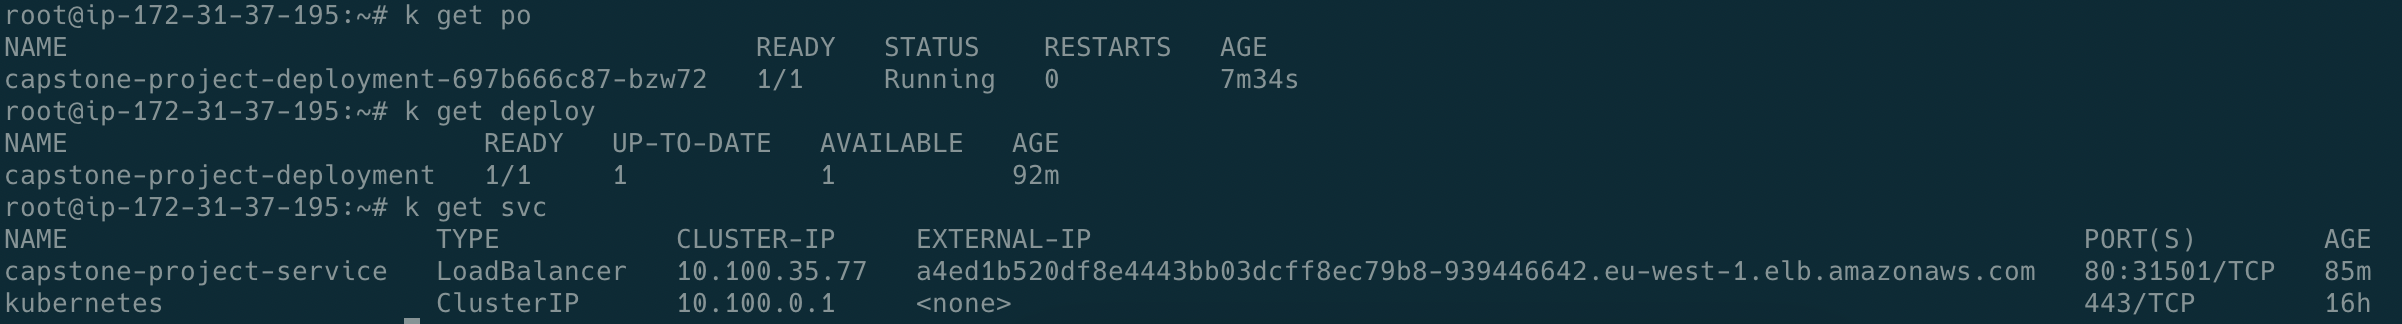 root@ip-172-31-37-195:~# k get po
NAME READY STATUS RESTARTS AGE
capstone-project-deployment-697b666c87-bzw72 1/1 Running 0 7m34s
root@ip-172-31-37-195:~# k get deploy
NAME READY UP-TO-DATE AVAILABLE AGE
capstone-project-deployment 1/1 1 1 92m
root@ip-172-31-37-195:~# k get svc
NAME TYPE CLUSTER-IP EXTERNAL-IP PORT(S) AGE
capstone-project-service LoadBalancer 10.100.35.77 a4ed1b520df8e4443bb03dcff8ec79b8-939446642.eu-west-1.elb.amazonaws.com 80:31501/TCP 85m
kubernetes ClusterIP 10.100.0.1 <none> 443/TCP 16h